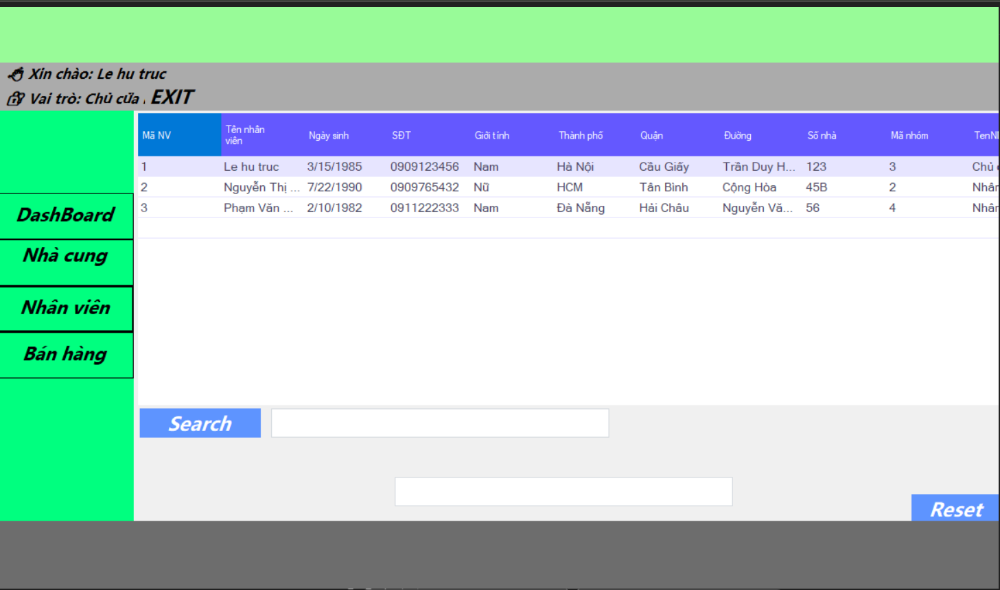 Xin chào: Le hu truc
Vai trò: Chủ cửa
EXIT
DashBoard
Nhà cung
Nhân viên
Bán hàng
Mã NV Tên nhân viên Ngày sinh SĐT Giới tính Thành phố Quận Đường Số nhà Mã nhóm
1 Le hu truc 3/15/1985 0909123456 Nam Hà Nội Cầu Giấy Trần Duy H... 123 3 Chủ
2 Nguyễn Thị ... 7/22/1990 0909765432 Nữ HCM Tân Bình Cộng Hòa 45B 2 Nhân
3 Phạm Văn ... 2/10/1982 0911222333 Nam Đà Nẵng Hải Châu Nguyễn Vă... 56 4 Nhân
Search
Reset